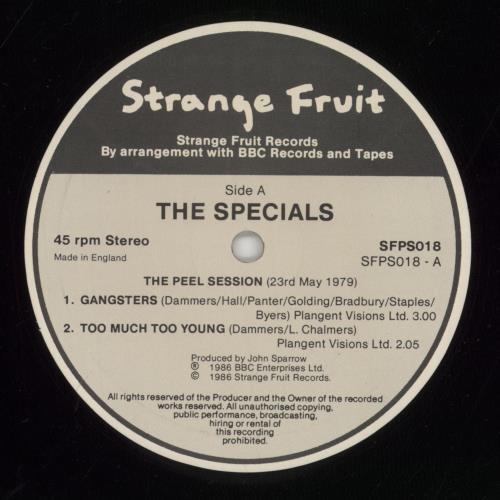 Strange Fruit
Strange Fruit Records
By arrangement with BBC Records and Tapes
Side A
THE SPECIALS
45 rpm Stereo
SFPS018
Made in England
SFPS018 - A
THE PEEL SESSION (23rd May 1979)
1. GANGSTERS (Dammers/Hall/Panter/Golding/Bradbury/Staples/
Byers) Plangent Visions Ltd. 3.00
2. TOO MUCH TOO YOUNG (Dammers/L. Chalmers)
Plangent Visions Ltd. 2.05
Produced by John Sparrow
℗ 1986 BBC Enterprises Ltd.
© 1986 Strange Fruit Records.
All rights reserved of the Producer and the Owner of the recorded
works reserved. All unauthorised copying,
public performance, broadcasting,
hiring or rental of
this recording
prohibited.